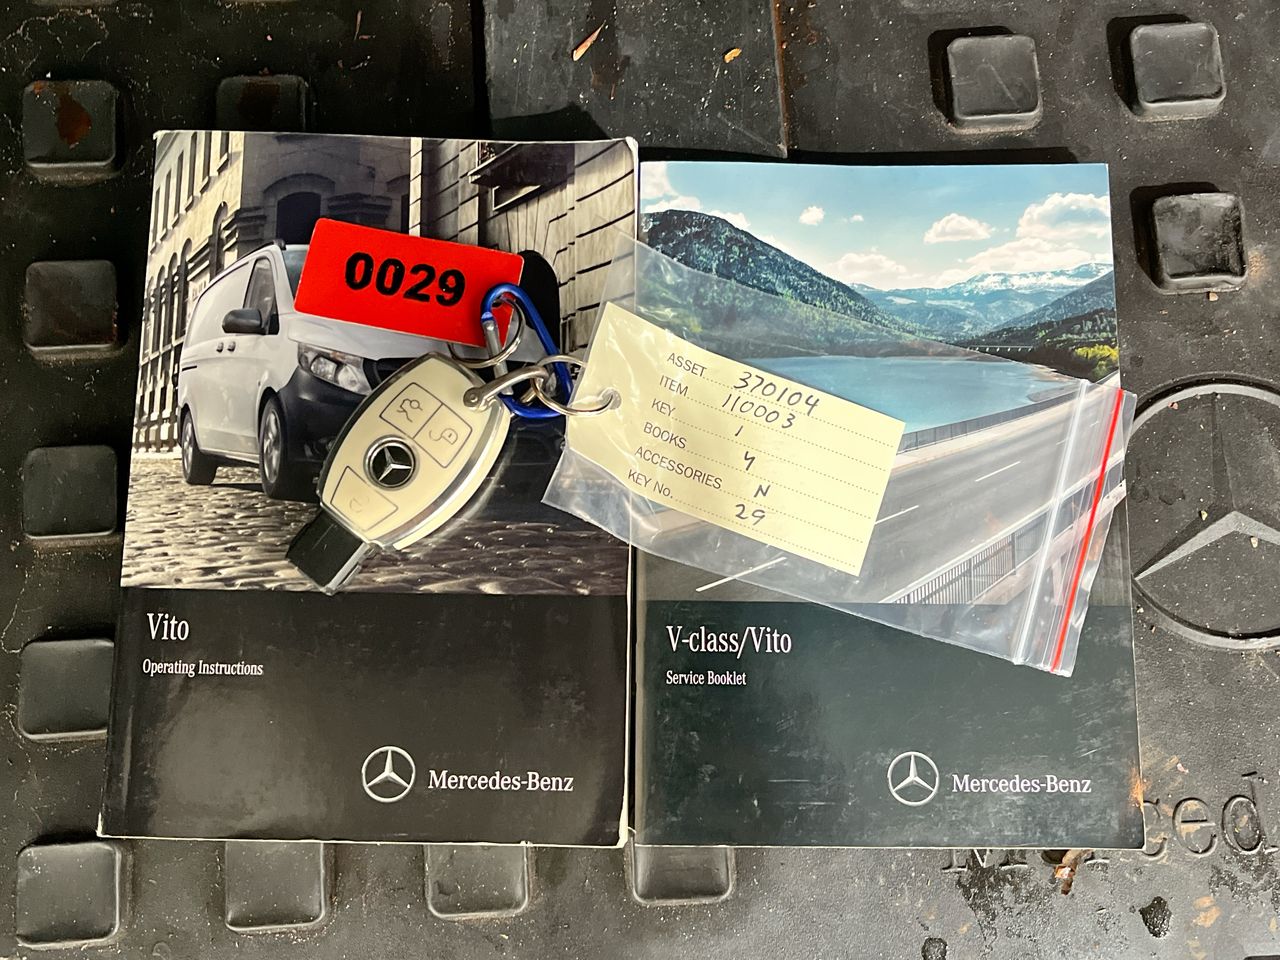 0029
ASSET 370104
ITEM 110003
KEY 1
BOOKS Y
ACCESSORIES N
KEY No. 29
Vito
Operating Instructions
Mercedes-Benz
V-class/Vito
Service Booklet
Mercedes-Benz